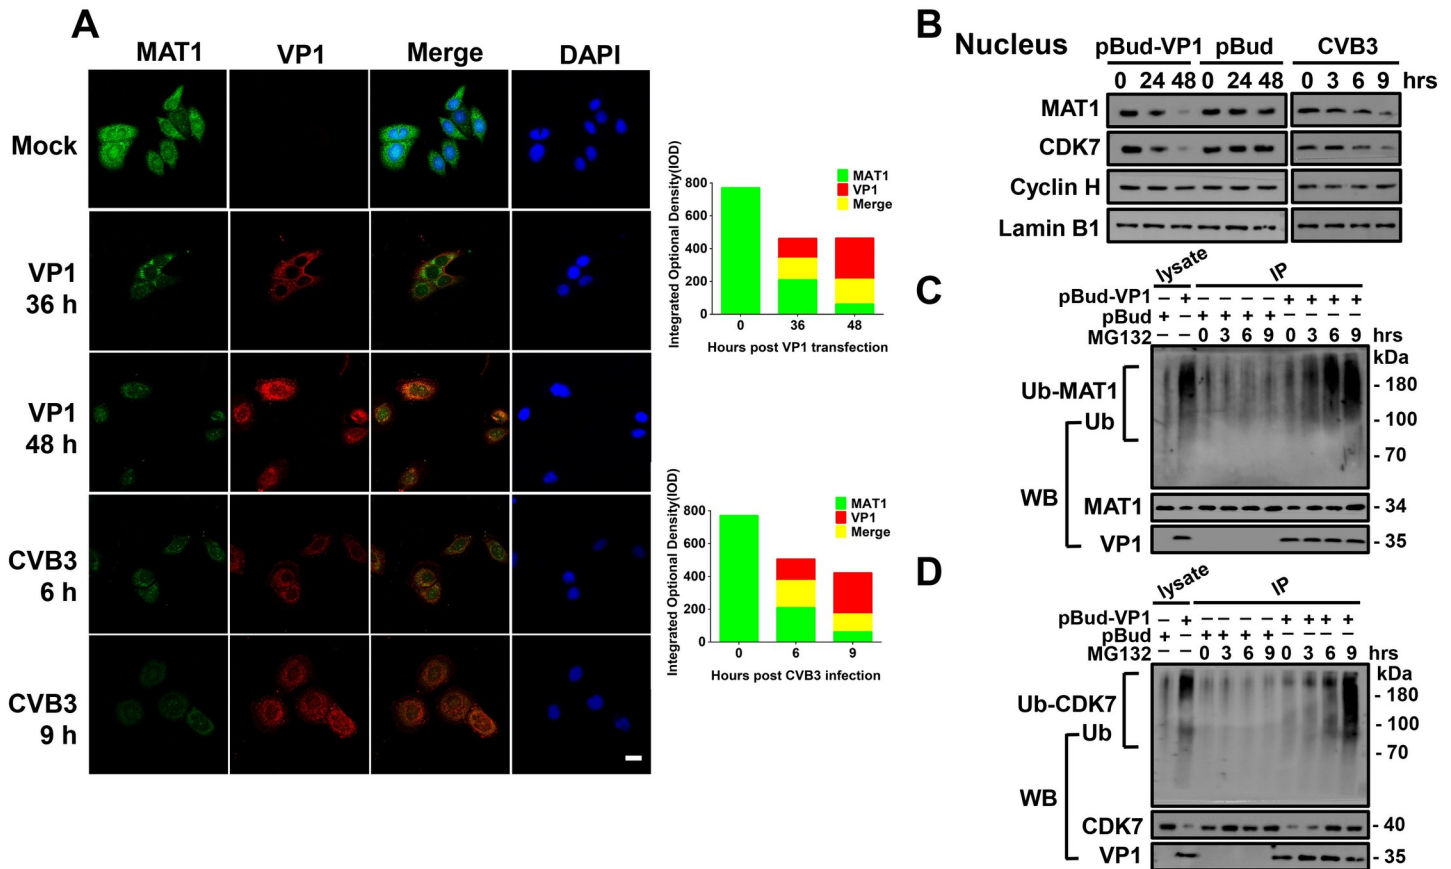 A
MAT1 VP1 Merge DAPI
Mock
VP1
36 h
VP1
48 h
CVB3
6 h
CVB3
9 h
Integrated Optional Density(IOD)
800
600
400
200
0
MAT1
VP1
Merge
0 36 48
Hours post VP1 transfection
Integrated Optional Density(IOD)
800
600
400
200
0
MAT1
VP1
Merge
0 6 9
Hours post CVB3 infection
B
Nucleus
pBud-VP1 pBud CVB3
0 24 48 0 24 48 0 3 6 9 hrs
MAT1
CDK7
Cyclin H
Lamin B1
C
lysate IP
pBud-VP1 − + − − − − + + + +
pBud + − + + + + − − − −
MG132 − − 0 3 6 9 0 3 6 9 hrs
kDa
Ub-MAT1
Ub
- 180
- 100
- 70
WB
MAT1 - 34
VP1 - 35
D
lysate IP
pBud-VP1 − + − − − − + + + +
pBud + − + + + + − − − −
MG132 − − 0 3 6 9 0 3 6 9 hrs
kDa
Ub-CDK7
Ub
- 180
- 100
- 70
WB
CDK7 - 40
VP1 - 35